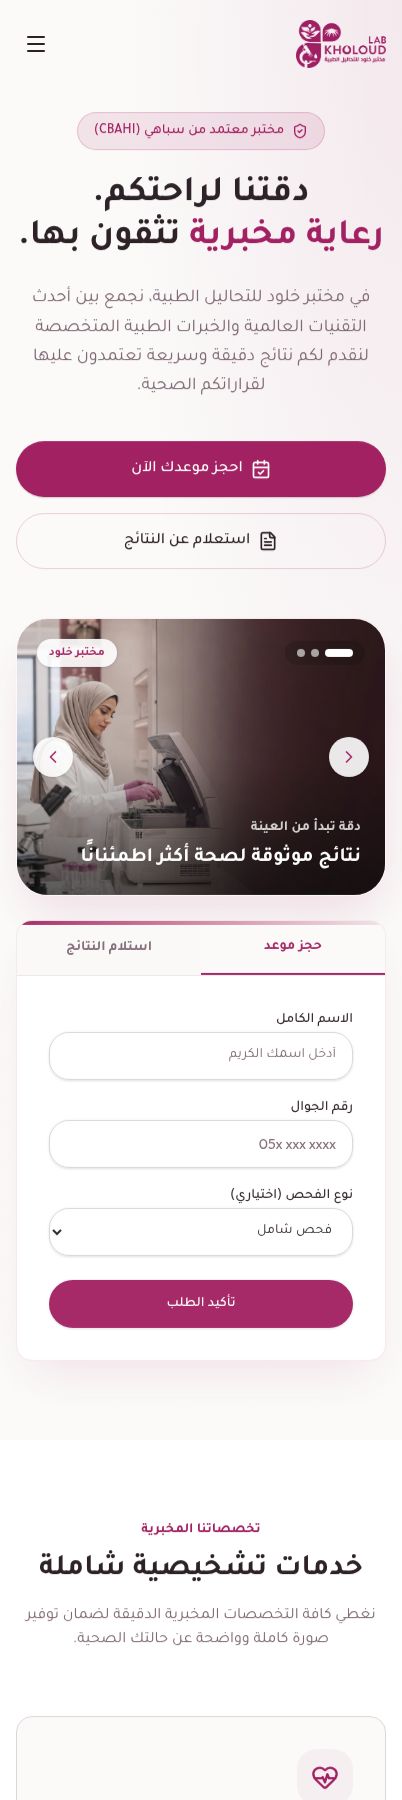 LAB
KHOLOUD
مختبر خلود للتحاليل الطبية
مختبر معتمد من سباهي (CBAHI)
دقتنا لراحتكم.
رعاية مخبرية تثقون بها.
في مختبر خلود للتحاليل الطبية، نجمع بين أحدث
التقنيات العالمية والخبرات الطبية المتخصصة
لنقدم لكم نتائج دقيقة وسريعة تعتمدون عليها
لقراراتكم الصحية.
احجز موعدك الآن
استعلام عن النتائج
مختبر خلود
دقة تبدأ من العينة
نتائج موثوقة لصحة أكثر اطمئنانًا
حجز موعد
استلام النتائج
الاسم الكامل
أدخل اسمك الكريم
رقم الجوال
05x xxx xxxx
نوع الفحص (اختياري)
فحص شامل
تأكيد الطلب
تخصصاتنا المخبرية
خدمات تشخيصية شاملة
نغطي كافة التخصصات المخبرية الدقيقة لضمان توفير
صورة كاملة وواضحة عن حالتك الصحية.